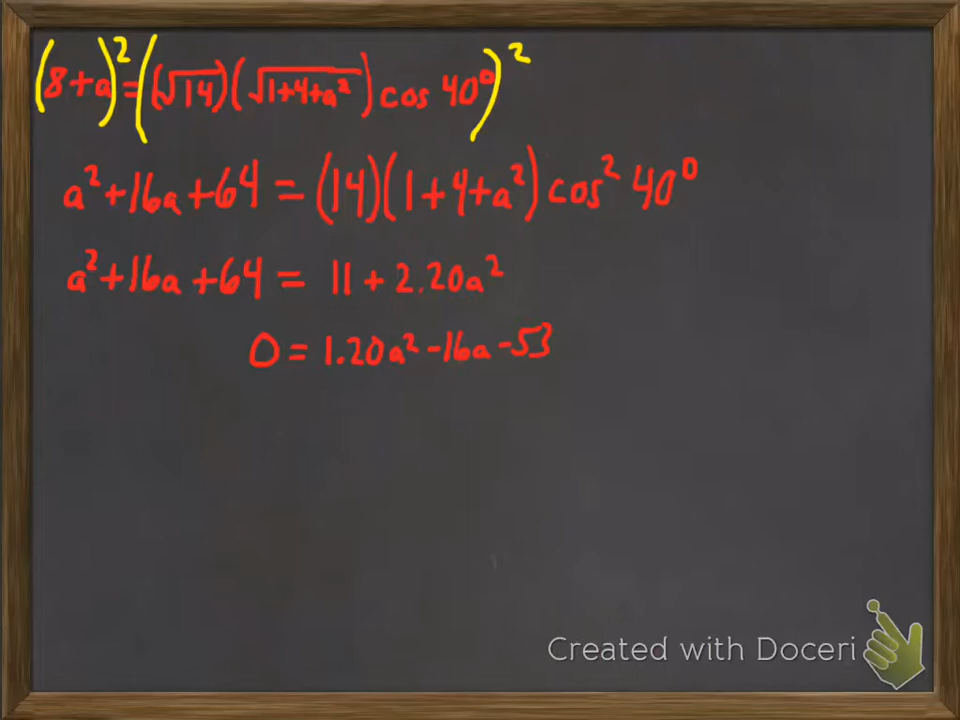 (8+a)² = ((√14)(√1+4+a²) cos 40°)²
a²+16a+64 = (14)(1+4+a²) cos² 40°
a²+16a+64 = 11 + 2.20a²
0 = 1.20a² -16a -53
Created with Doceri